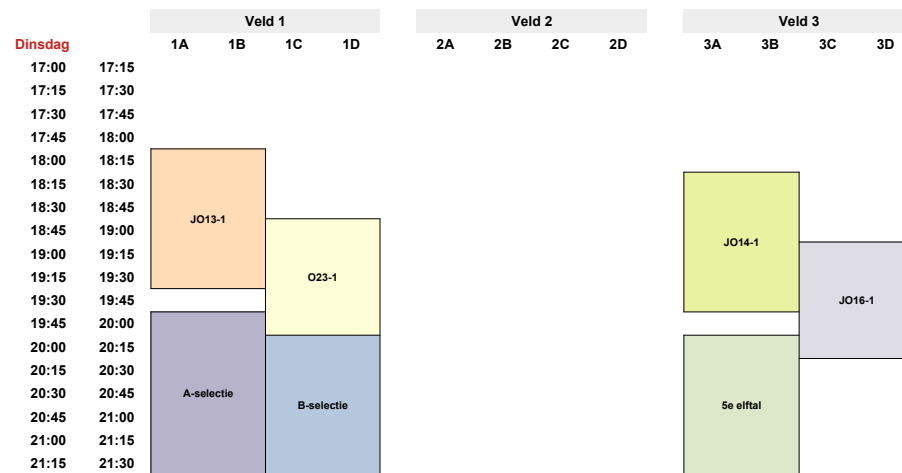 Veld 1 Veld 2 Veld 3
Dinsdag 1A 1B 1C 1D 2A 2B 2C 2D 3A 3B 3C 3D
17:00 17:15
17:15 17:30
17:30 17:45
17:45 18:00
18:00 18:15
18:15 18:30
18:30 18:45
JO13-1
18:45 19:00
JO14-1
19:00 19:15
19:15 19:30
O23-1
19:30 19:45
JO16-1
19:45 20:00
20:00 20:15
20:15 20:30
20:30 20:45
A-selectie
B-selectie 5e elftal
20:45 21:00
21:00 21:15
21:15 21:30